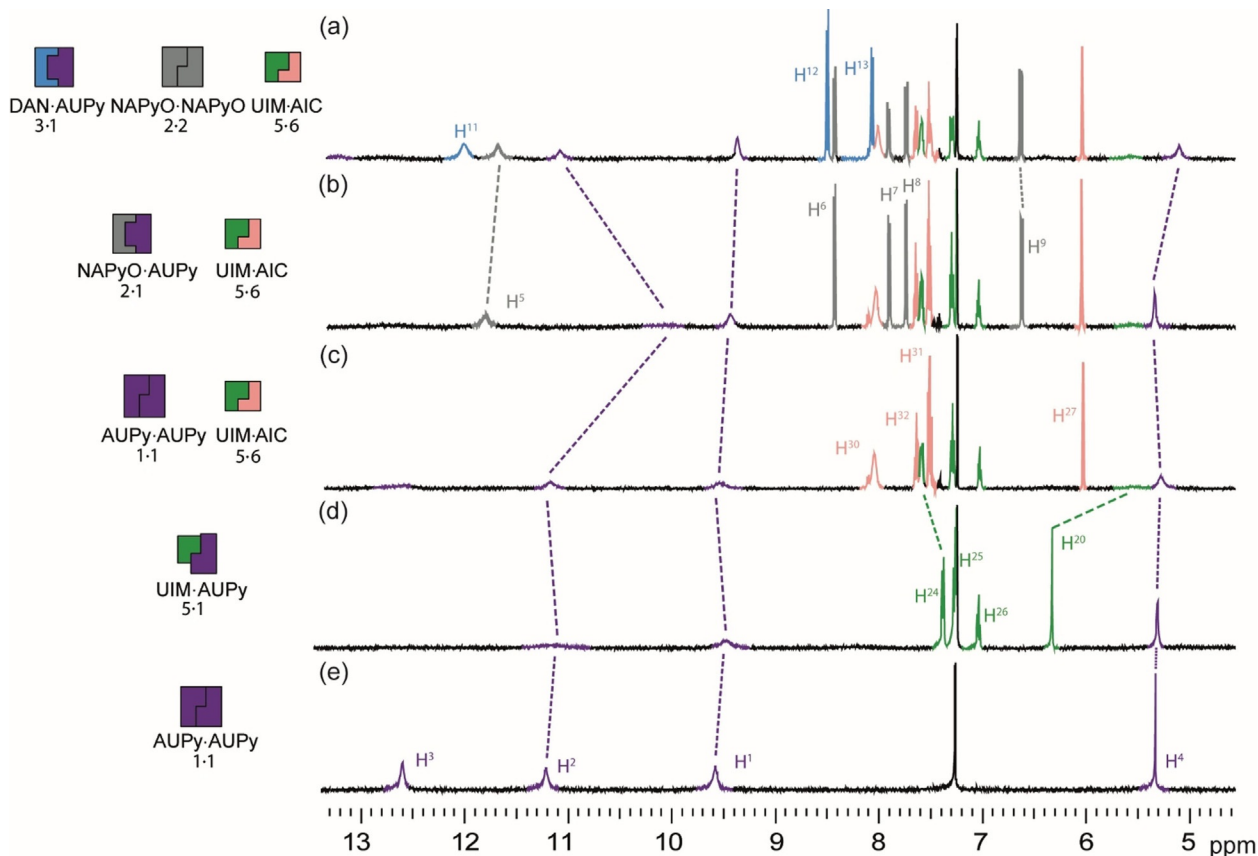 (a)
DAN·AUPy NAPyO·NAPyO UIM·AIC
3·1 2·2 5·6
H¹¹ H¹² H¹³
(b)
NAPyO·AUPy UIM·AIC
2·1 5·6
H⁵ H⁶ H⁷ H⁸ H⁹
(c)
AUPy·AUPy UIM·AIC
1·1 5·6
H³⁰ H³² H³¹ H²⁷
(d)
UIM·AUPy
5·1
H²⁴ H²⁵ H²⁶ H²⁰
(e)
AUPy·AUPy
1·1
H³ H² H¹ H⁴
13 12 11 10 9 8 7 6 5 ppm